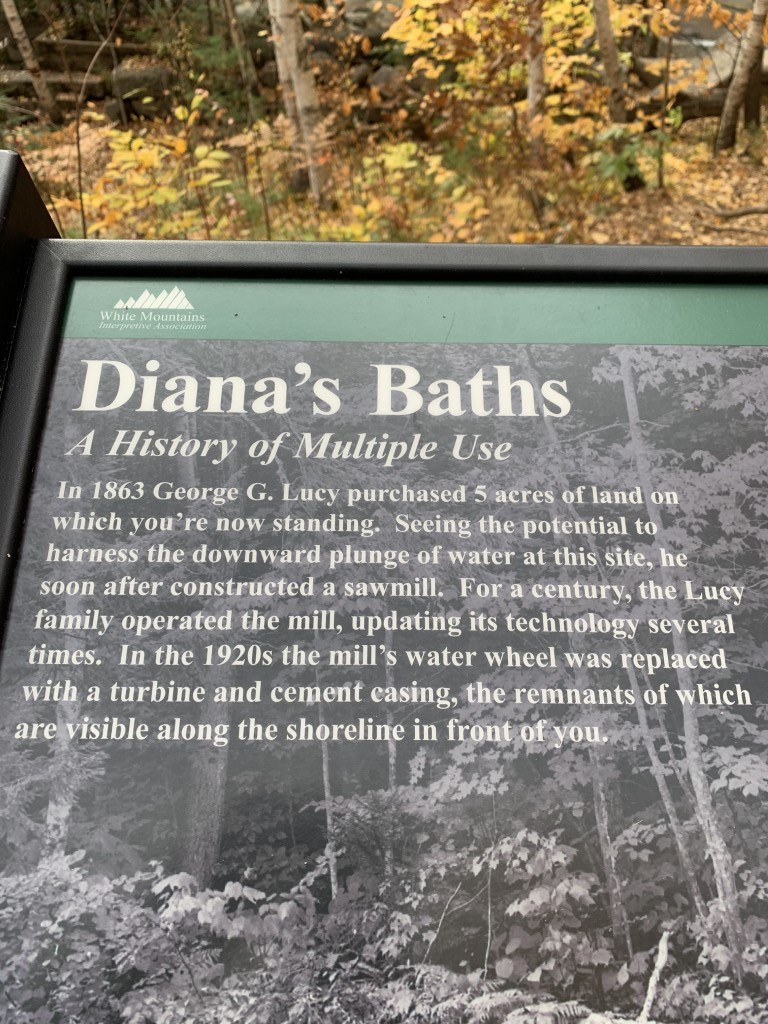 White Mountains
Interpretive Association
Diana's Baths
A History of Multiple Use
In 1863 George G. Lucy purchased 5 acres of land on
which you're now standing.  Seeing the potential to
harness the downward plunge of water at this site, he
soon after constructed a sawmill.  For a century, the Lucy
family operated the mill, updating its technology several
times.  In the 1920s the mill's water wheel was replaced
with a turbine and cement casing, the remnants of which
are visible along the shoreline in front of you.